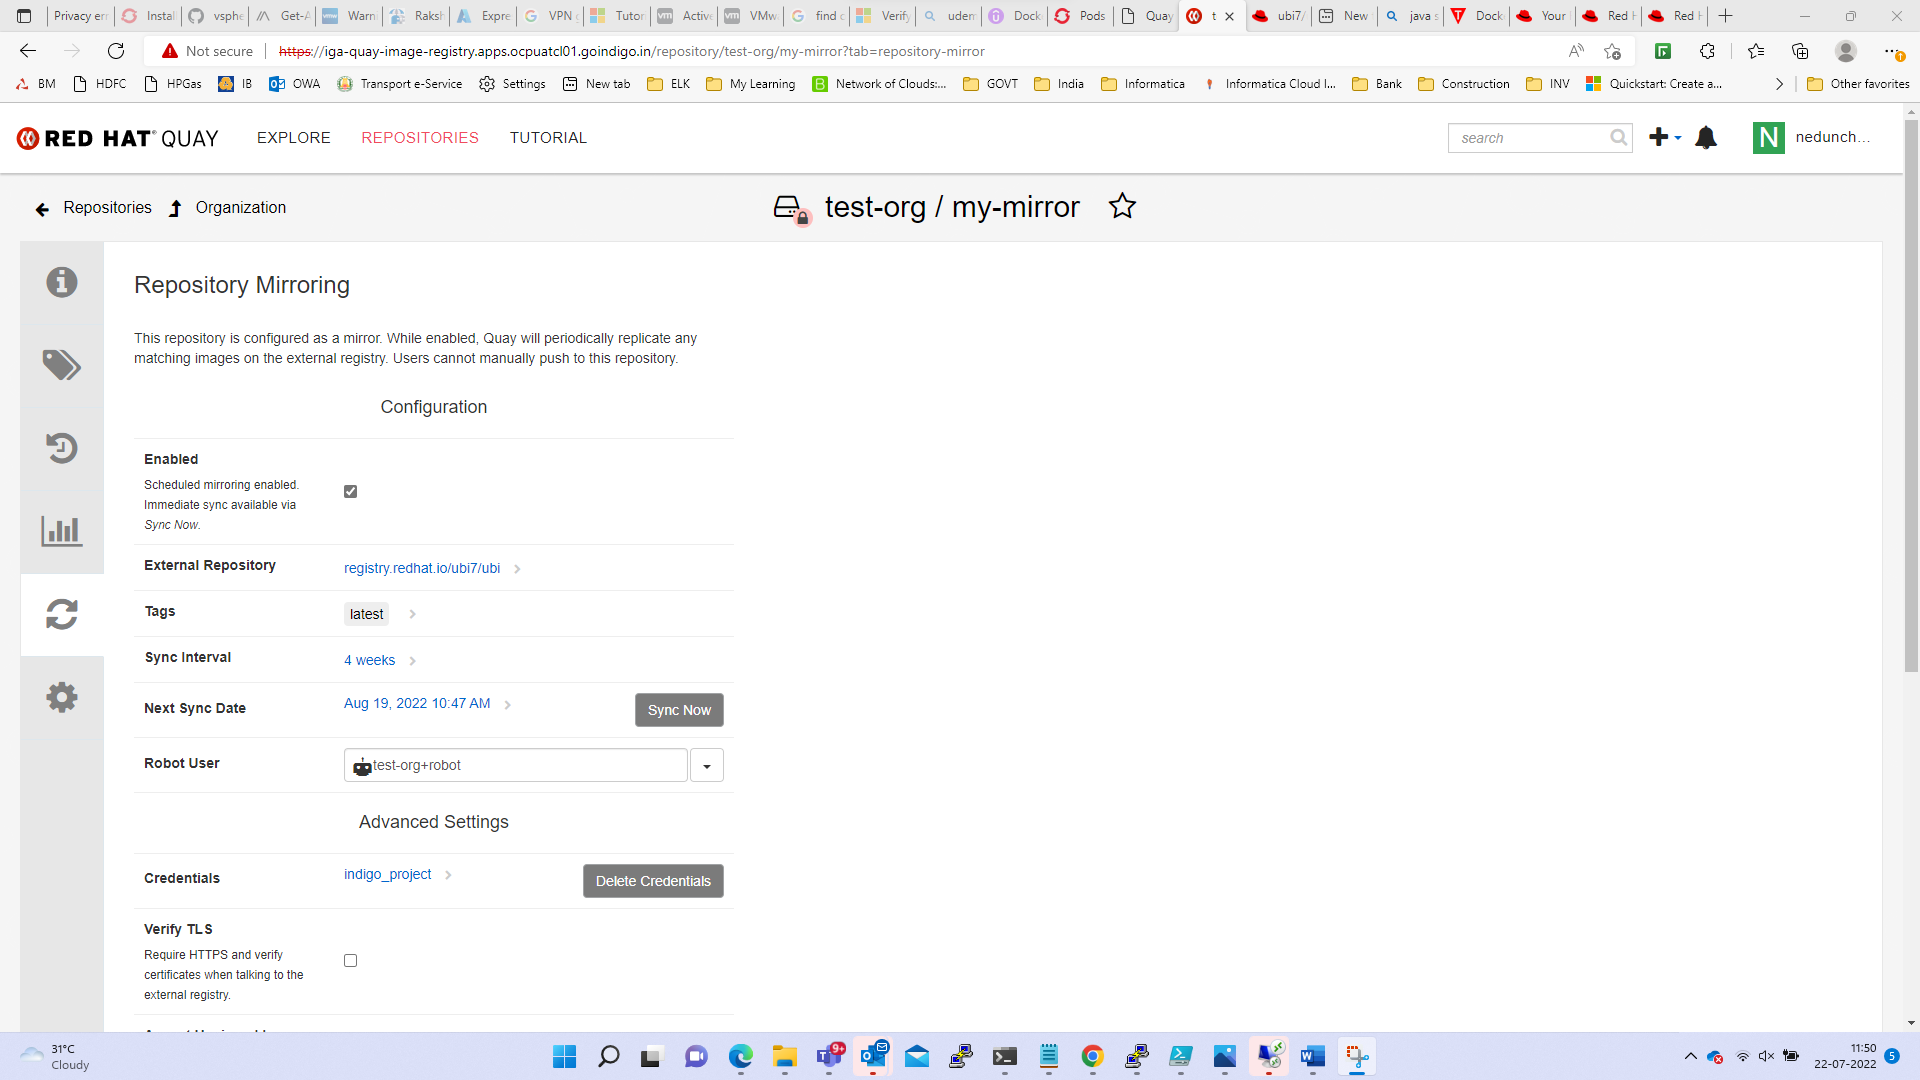 Privacy err
Instal
vsphe
Get-A
Warn
Raksh
Expre
VPN
Tutor
Active
VMw
find c
Verify
uden
Dock
Pods
Quay
t
ubi7/
New
java s
Dock
Your
Red H
Red H
Not secure
https://iga-quay-image-registry.apps.ocpuatcl01.goindigo.in/repository/test-org/my-mirror?tab=repository-mirror
BM
HDFC
HPGas
IB
OWA
Transport e-Service
Settings
New tab
ELK
My Learning
Network of Clouds:...
GOVT
India
Informatica
Informatica Cloud I...
Bank
Construction
INV
Quickstart: Create a...
Other favorites
RED HAT QUAY
EXPLORE
REPOSITORIES
TUTORIAL
search
N
nedunch...
Repositories
Organization
test-org / my-mirror
Repository Mirroring
This repository is configured as a mirror. While enabled, Quay will periodically replicate any
matching images on the external registry. Users cannot manually push to this repository.
Configuration
Enabled
Scheduled mirroring enabled.
Immediate sync available via
Sync Now.
External Repository
registry.redhat.io/ubi7/ubi
Tags
latest
Sync Interval
4 weeks
Next Sync Date
Aug 19, 2022 10:47 AM
Sync Now
Robot User
test-org+robot
Advanced Settings
Credentials
indigo_project
Delete Credentials
Verify TLS
Require HTTPS and verify
certificates when talking to the
external registry.
31°C
Cloudy
9+
11:50
22-07-2022
5